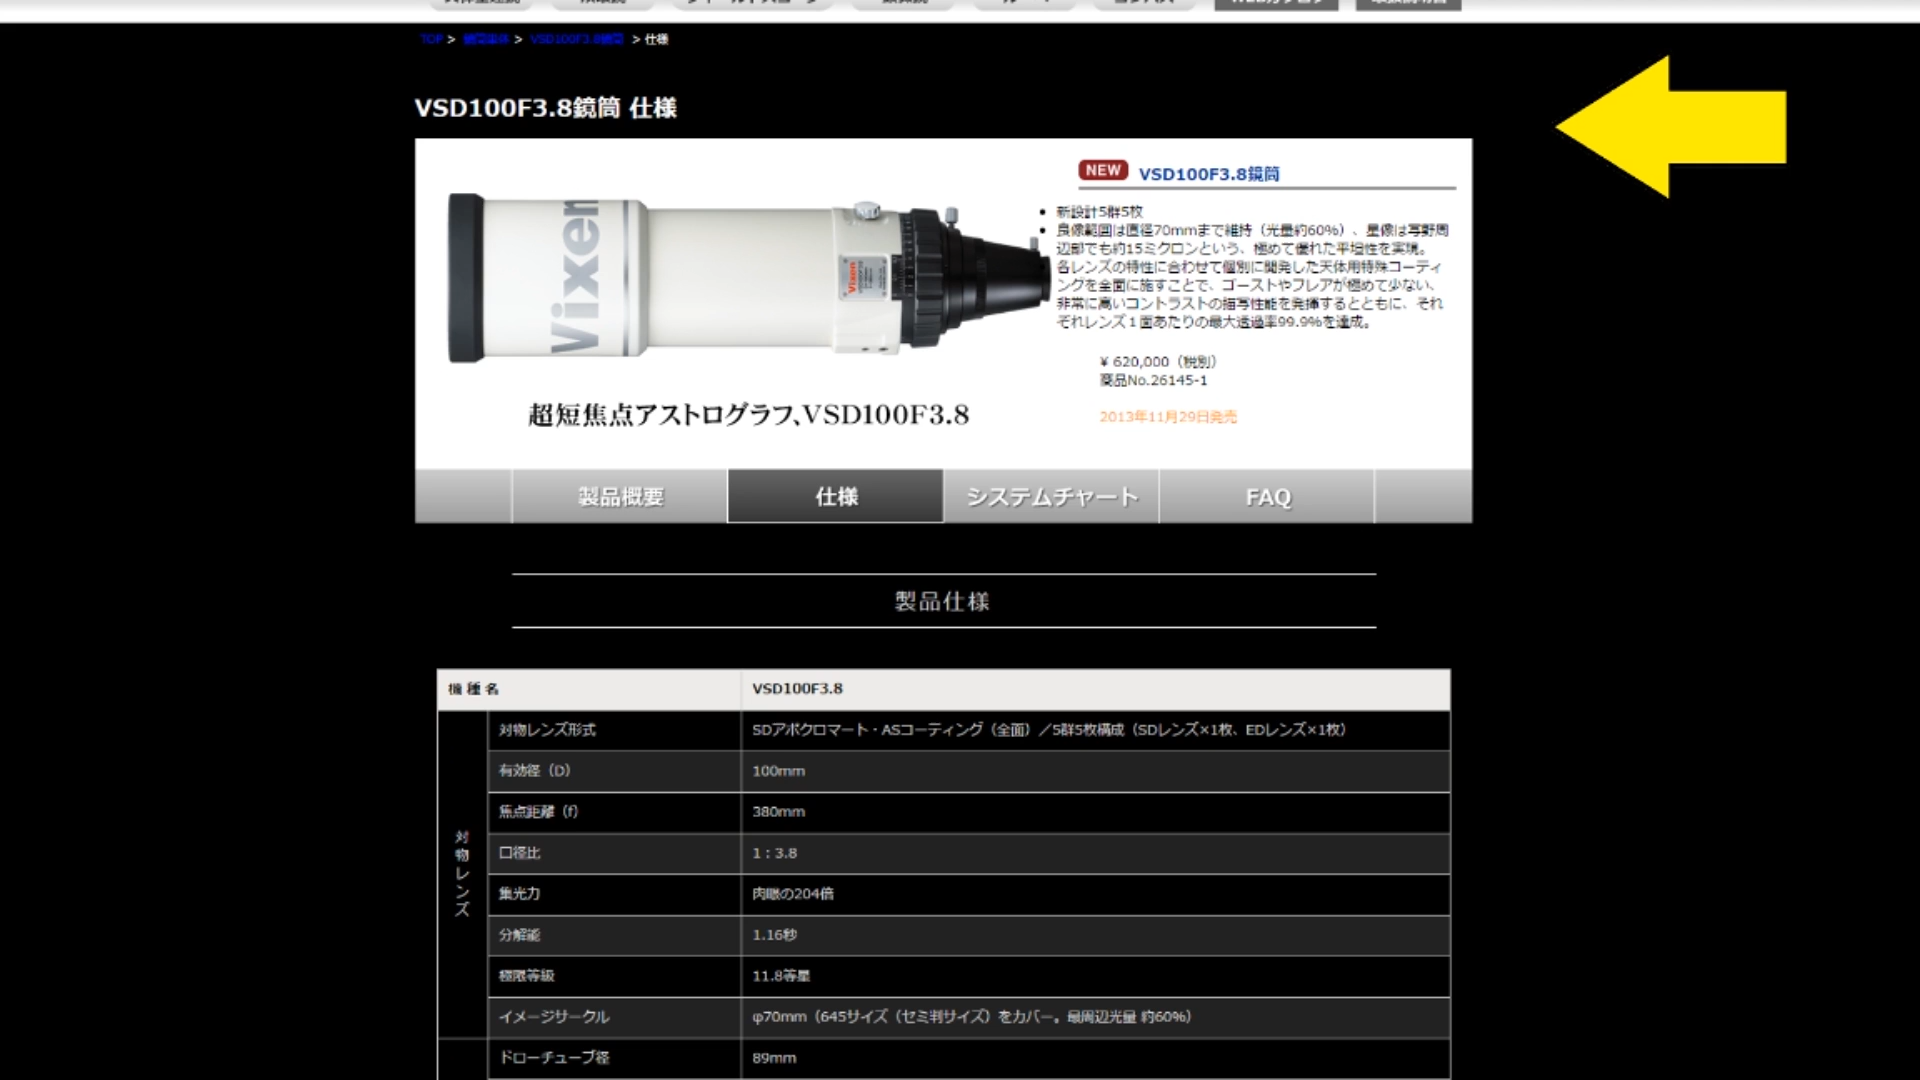 TOP > 鏡筒単体 > VSD100F3.8鏡筒 > 仕様
VSD100F3.8鏡筒 仕様
Vixen
Vixen
NEW VSD100F3.8鏡筒
• 新設計5群5枚
• 良像範囲は直径70mmまで維持（光量約60%）、星像は写野周
辺部でも約15ミクロンという、極めて優れた平坦性を実現。
各レンズの特性に合わせて個別に開発した天体用特殊コーティ
ングを全面に施すことで、ゴーストやフレアが極めて少ない、
非常に高いコントラストの描写性能を発揮するとともに、それ
ぞれレンズ１面あたりの最大透過率99.9%を達成。
¥ 620,000（税別）
商品No.26145-1
2013年11月29日発売
超短焦点アストログラフ、VSD100F3.8
製品概要 仕様 システムチャート FAQ
製品仕様
機 種 名 VSD100F3.8
対物レンズ
対物レンズ形式 SDアポクロマート・ASコーティング（全面）／5群5枚構成（SDレンズ×1枚、EDレンズ×1枚）
有効径（D） 100mm
焦点距離（f） 380mm
口径比 1：3.8
集光力 肉眼の204倍
分解能 1.16秒
極限等級 11.8等星
イメージサークル φ70mm（645サイズ（セミ判サイズ）をカバー。最周辺光量 約60%）
ドローチューブ径 89mm